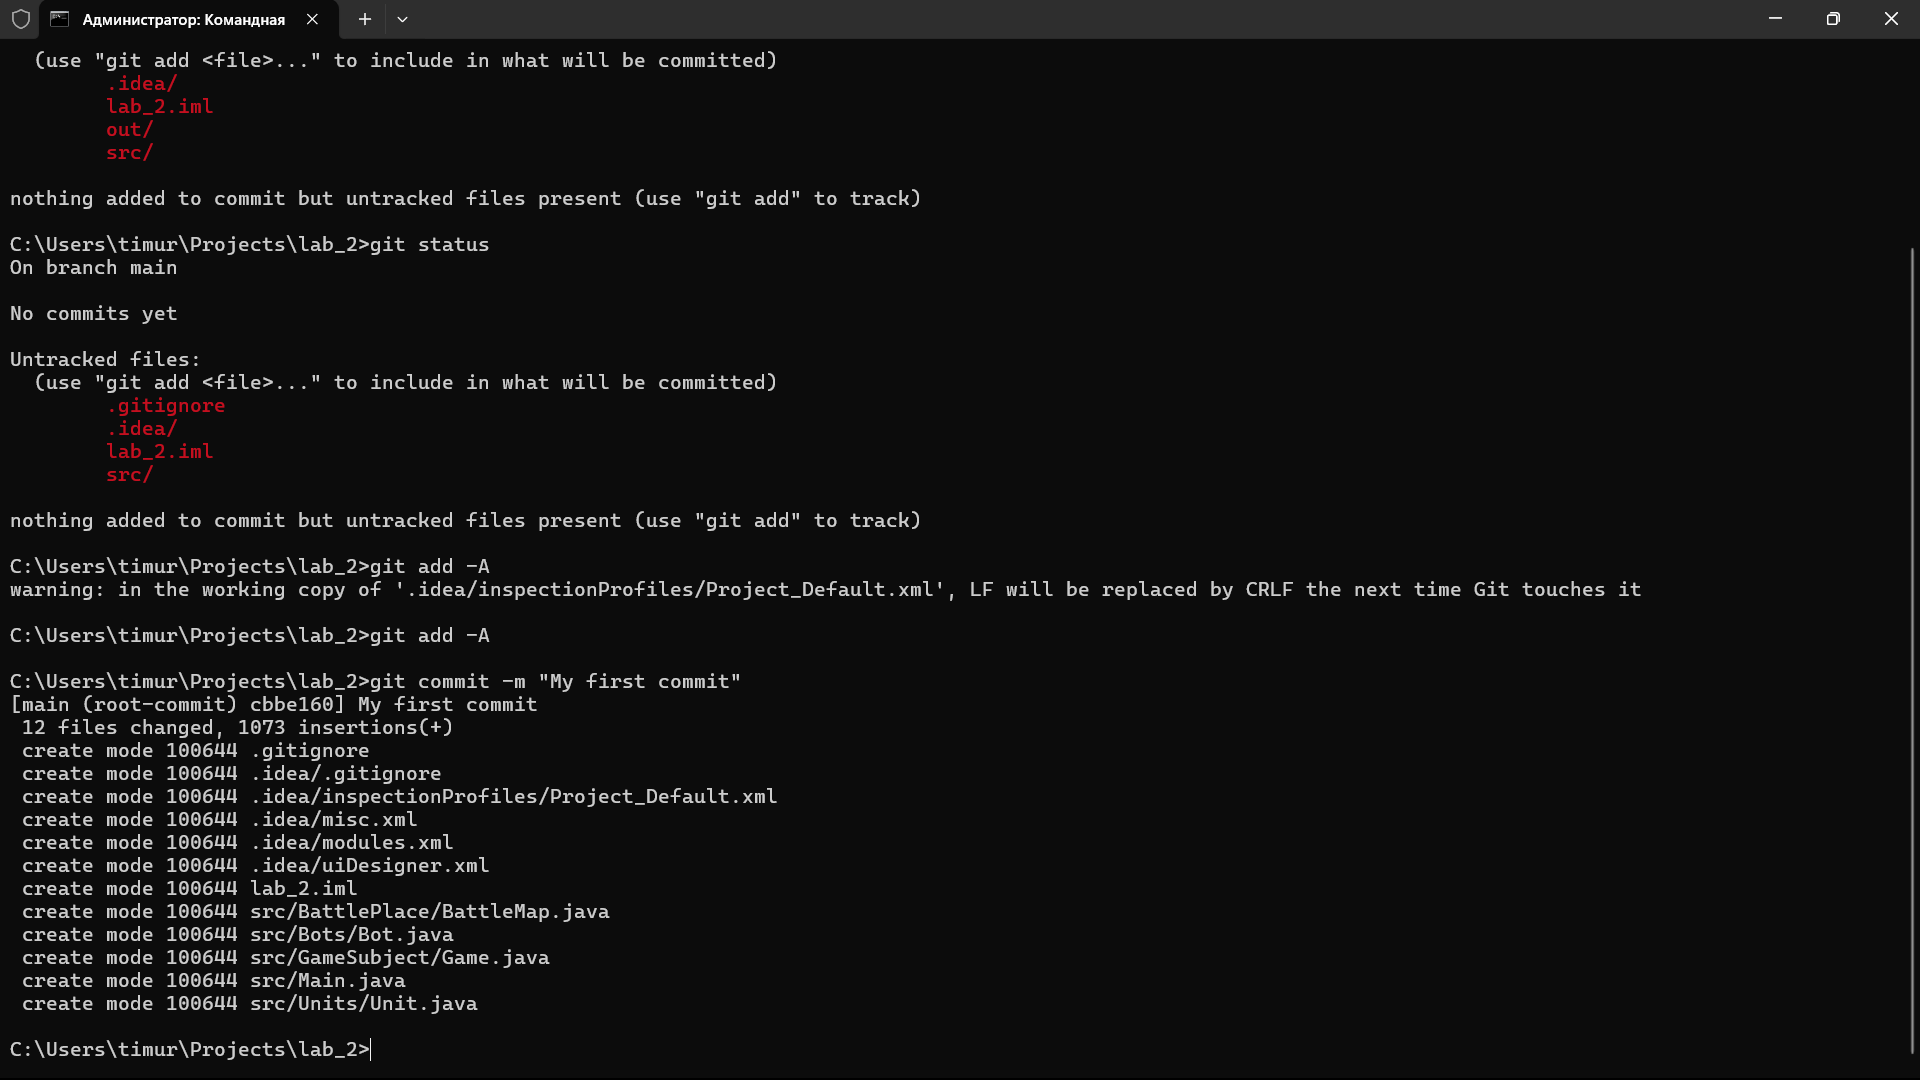 Администратор: Командная
(use "git add <file>..." to include in what will be committed)
.idea/
lab_2.iml
out/
src/
nothing added to commit but untracked files present (use "git add" to track)
C:\Users\timur\Projects\lab_2>git status
On branch main
No commits yet
Untracked files:
(use "git add <file>..." to include in what will be committed)
.gitignore
.idea/
lab_2.iml
src/
nothing added to commit but untracked files present (use "git add" to track)
C:\Users\timur\Projects\lab_2>git add -A
warning: in the working copy of '.idea/inspectionProfiles/Project_Default.xml', LF will be replaced by CRLF the next time Git touches it
C:\Users\timur\Projects\lab_2>git add -A
C:\Users\timur\Projects\lab_2>git commit -m "My first commit"
[main (root-commit) cbbe160] My first commit
12 files changed, 1073 insertions(+)
create mode 100644 .gitignore
create mode 100644 .idea/.gitignore
create mode 100644 .idea/inspectionProfiles/Project_Default.xml
create mode 100644 .idea/misc.xml
create mode 100644 .idea/modules.xml
create mode 100644 .idea/uiDesigner.xml
create mode 100644 lab_2.iml
create mode 100644 src/BattlePlace/BattleMap.java
create mode 100644 src/Bots/Bot.java
create mode 100644 src/GameSubject/Game.java
create mode 100644 src/Main.java
create mode 100644 src/Units/Unit.java
C:\Users\timur\Projects\lab_2>